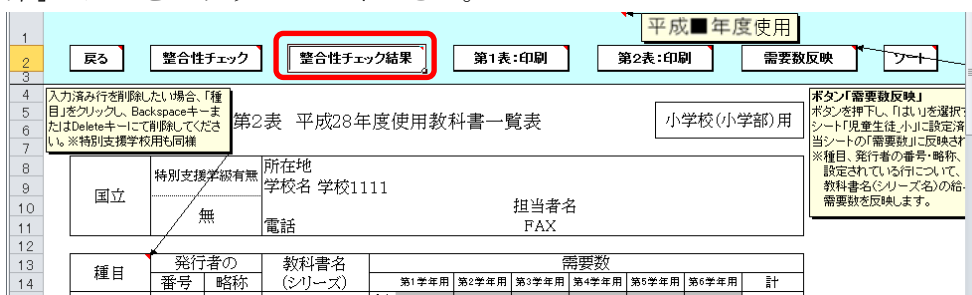 平成■年度使用
戻る 整合性チェック 整合性チェック結果 第1表:印刷 第2表:印刷 需要数反映 ソート
入力済み行を削除したい場合、「種
目」をクリックし、Backspaceキーま
たはDeleteキーにて削除してくださ
い。※特別支援学校用も同様
第2表 平成28年度使用教科書一覧表
小学校(小学部)用
ボタン「需要数反映」
ボタンを押下し、「はい」を選択
シート「児童生徒_小」に設定済
当シートの「需要数」に反映され
※種目、発行者の番号・略称、
設定されている行について、
教科書名(シリーズ名)の給
需要数を反映します。
国立
特別支援学級有無
無
所在地
学校名 学校1111
担当者名
電話 FAX
種目
発行者の
番号 略称
教科書名
(シリーズ)
需要数
第1学年用 第2学年用 第3学年用 第4学年用 第5学年用 第6学年用 計
1
2
3
4
5
6
7
8
9
10
11
12
13
14